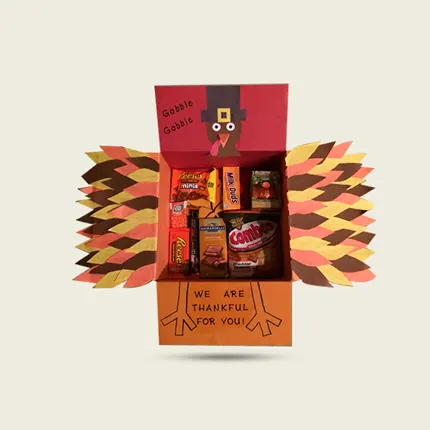 Gobble
Gobble
Reese's
MILK DUDS
GHIRARDELLI
Combos
Reese's
WE ARE
THANKFUL
FOR YOU!